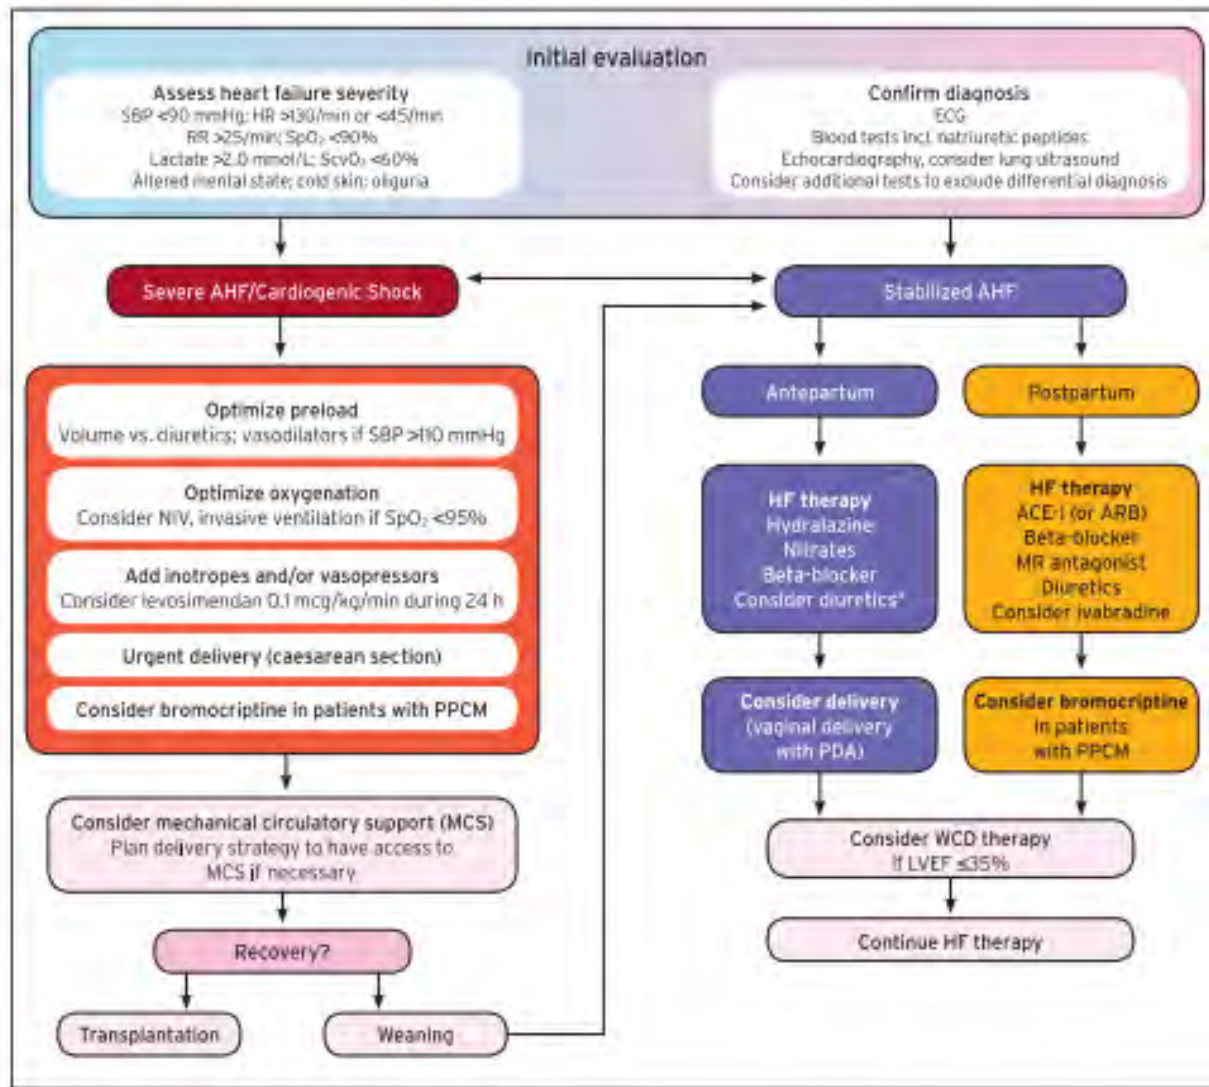 Initial evaluation
Assess heart failure severity
SBP <90 mmHg; HR >130/min or <45/min
RR >25/min; SpO₂ <90%
Lactate >2.0 mmol/L; ScvO₂ <60%
Altered mental state; cold skin; oliguria
Confirm diagnosis
ECG
Blood tests incl. natriuretic peptides
Echocardiography, consider lung ultrasound
Consider additional tests to exclude differential diagnosis
Severe AHF/Cardiogenic Shock
Stabilized AHF
Optimize preload
Volume vs. diuretics; vasodilators if SBP >110 mmHg
Optimize oxygenation
Consider NIV, invasive ventilation if SpO₂ <95%
Add inotropes and/or vasopressors
Consider levosimendan 0.1 mcg/kg/min during 24 h
Urgent delivery (caesarean section)
Consider bromocriptine in patients with PPCM
Consider mechanical circulatory support (MCS)
Plan delivery strategy to have access to
MCS if necessary
Recovery?
Transplantation
Weaning
Antepartum
HF therapy
Hydralazine
Nitrates
Beta-blocker
Consider diuretics*
Consider delivery
(vaginal delivery
with PDA)
Postpartum
HF therapy
ACE-I (or ARB)
Beta-blocker
MR antagonist
Diuretics
Consider ivabradine
Consider bromocriptine
in patients
with PPCM
Consider WCD therapy
if LVEF ≤35%
Continue HF therapy